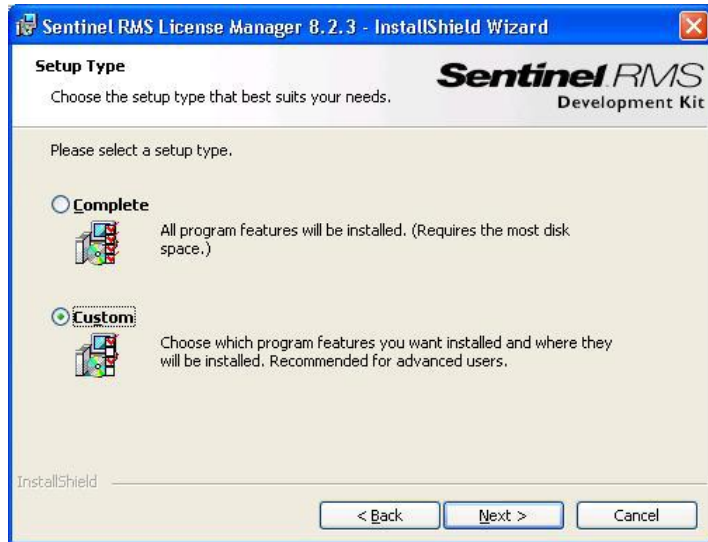 Sentinel RMS License Manager 8.2.3 - InstallShield Wizard
Setup Type
Choose the setup type that best suits your needs.
Sentinel RMS
Development Kit
Please select a setup type.
Complete
All program features will be installed. (Requires the most disk
space.)
Custom
Choose which program features you want installed and where they
will be installed. Recommended for advanced users.
InstallShield
< Back
Next >
Cancel